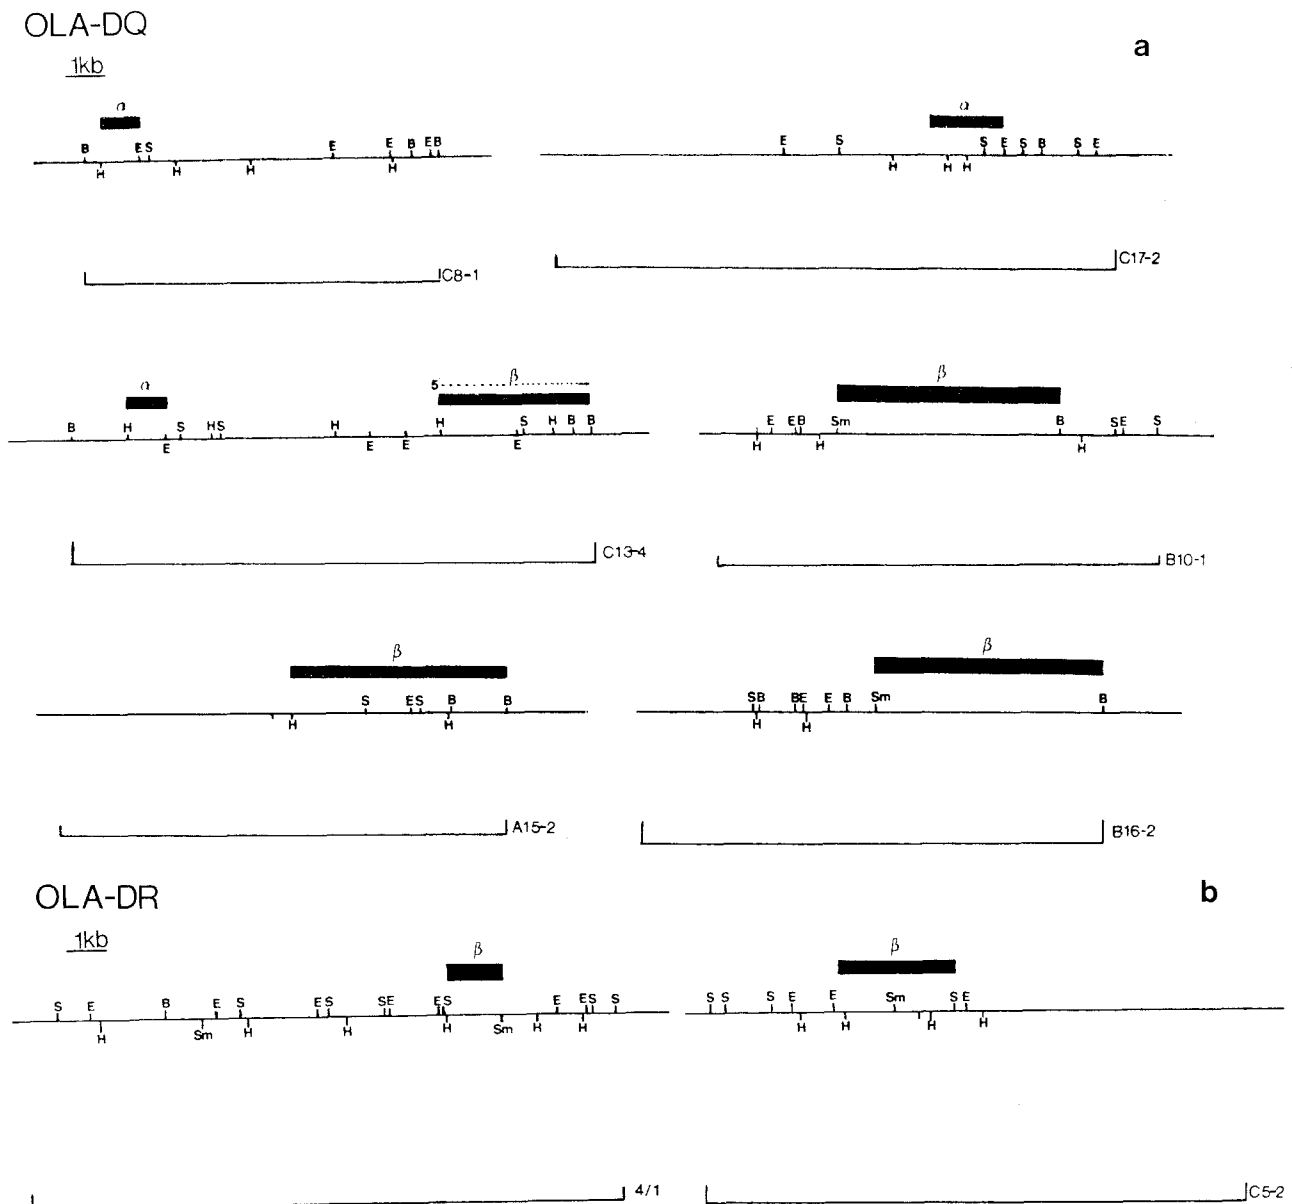 OLA-DQ
a
1kb
α
B E S E E B E B
H H H H
C8-1
α
E S S E S B S E
H H H
C17-2
α
5 β
B H S H S H H S H B B
E E E E
C13-4
β
E E B Sm B S E S
H H H
B10-1
β
S E S B B
H H
A15-2
β
S B B E E B Sm B
H H
B16-2
OLA-DR
b
1kb
β
S E B E S E S S E E S E E S S
H Sm H H H Sm H H
4/1
β
S S S E E Sm S E
H H H H
C5-2